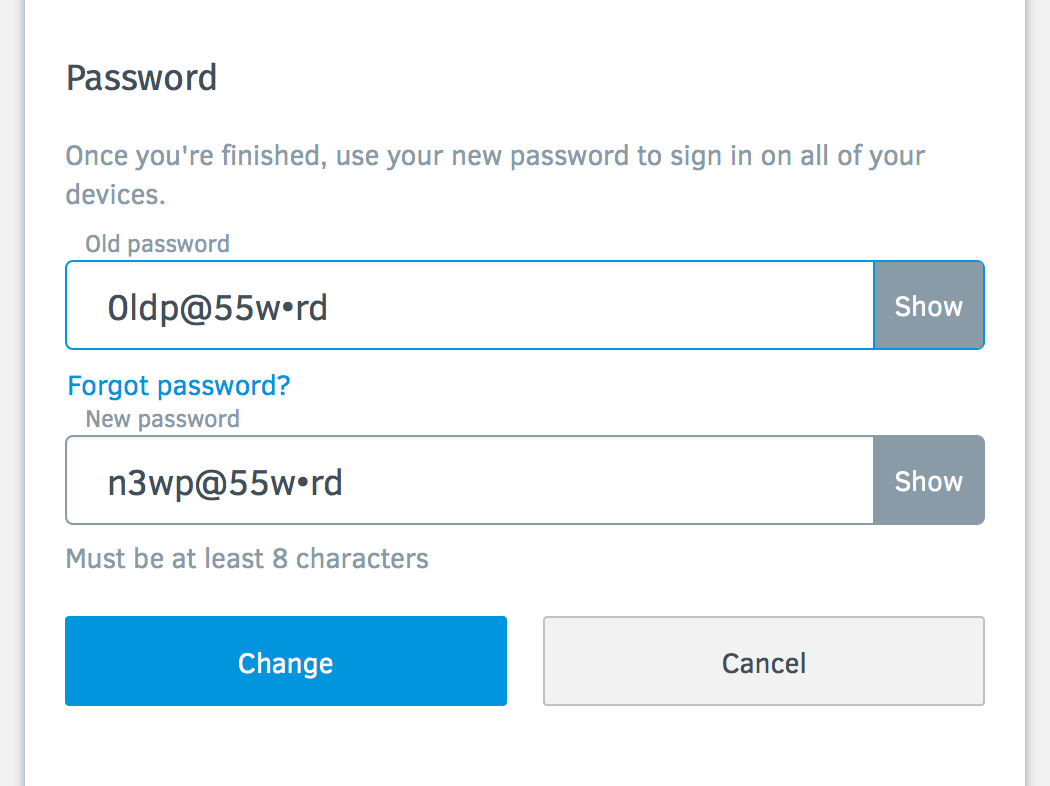 Password
Once you're finished, use your new password to sign in on all of your
devices.
Old password
0ldp@55w•rd
Show
Forgot password?
New password
n3wp@55w•rd
Show
Must be at least 8 characters
Change
Cancel